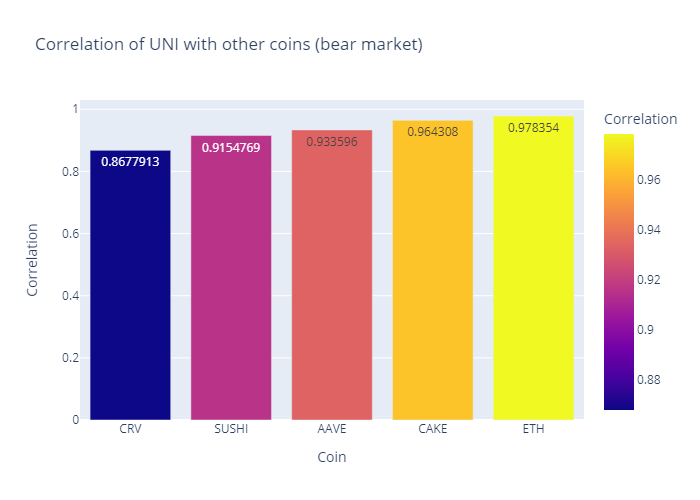 Correlation of UNI with other coins (bear market)
Correlation
1
0.8
0.6
0.4
0.2
0
0.8677913
0.9154769
0.933596
0.964308
0.978354
CRV
SUSHI
AAVE
CAKE
ETH
Coin
Correlation
0.96
0.94
0.92
0.9
0.88